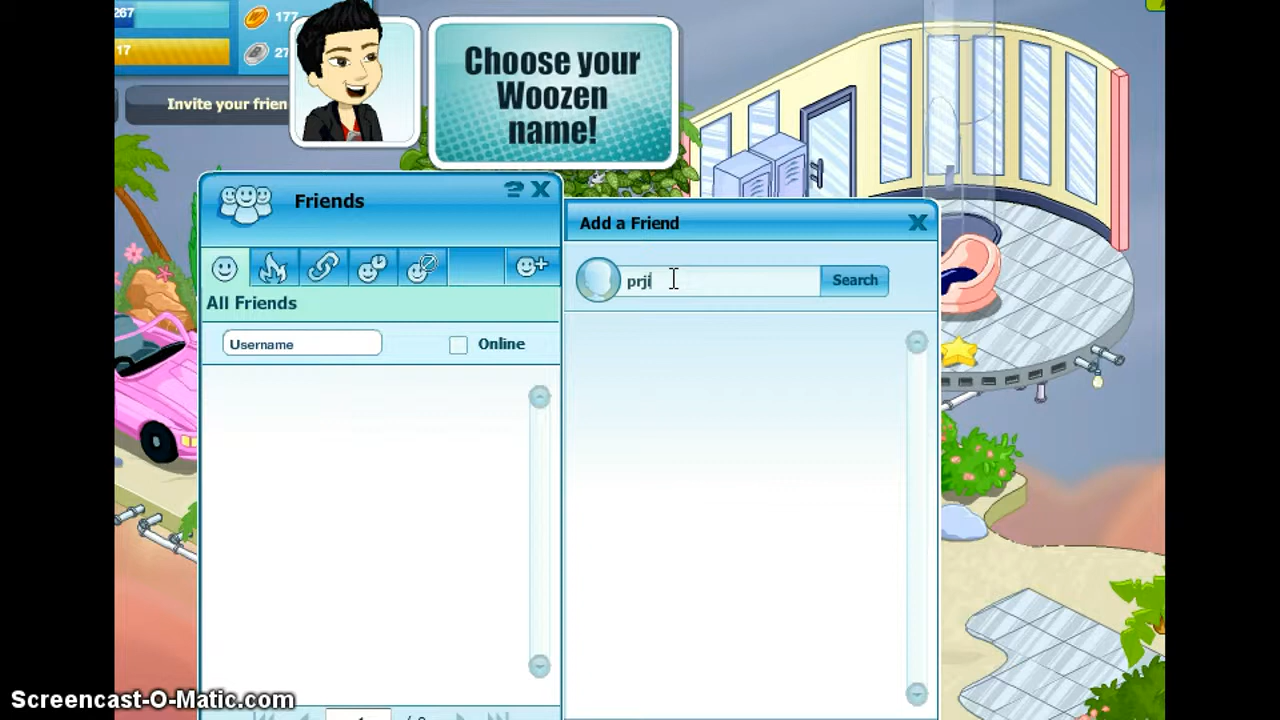 267
177
17
27
Invite your frien
Choose your
Woozen
name!
Friends
?
X
Add a Friend
X
prji
Search
All Friends
Username
Online
Screencast-O-Matic.com